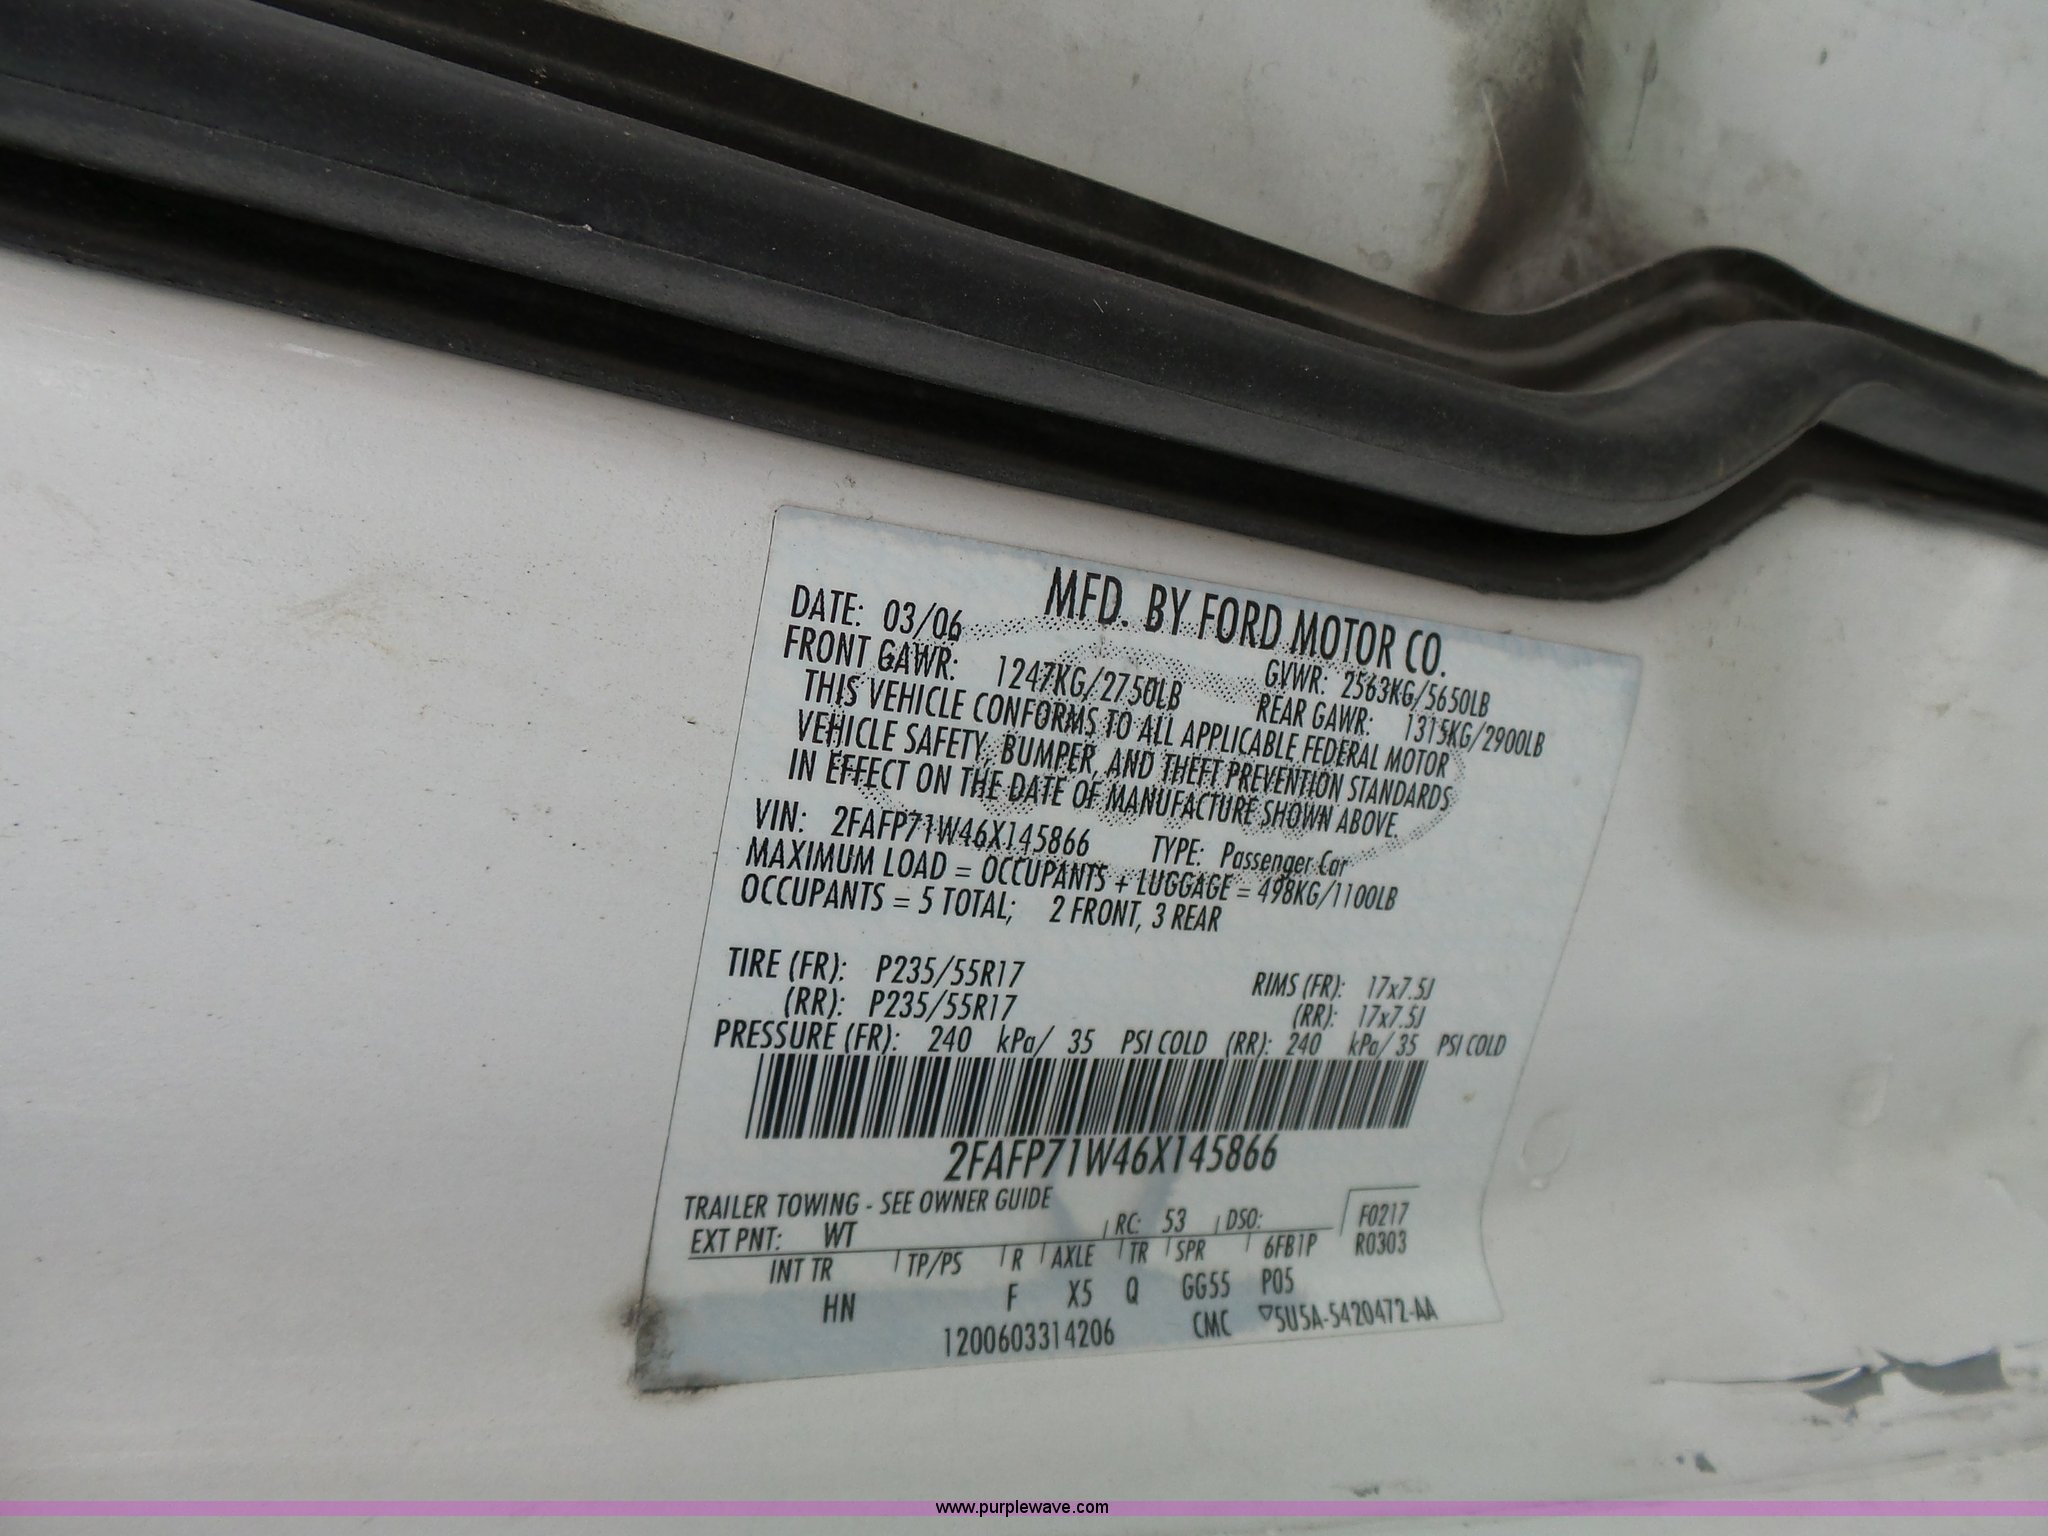 MFD. BY FORD MOTOR CO.
DATE: 03/06 GVWR: 2563KG/5650LB
FRONT GAWR: 1247KG/2750LB REAR GAWR: 1315KG/2900LB
THIS VEHICLE CONFORMS TO ALL APPLICABLE FEDERAL MOTOR
VEHICLE SAFETY, BUMPER, AND THEFT PREVENTION STANDARDS
IN EFFECT ON THE DATE OF MANUFACTURE SHOWN ABOVE.
VIN: 2FAFP71W46X145866 TYPE: Passenger Car
MAXIMUM LOAD = OCCUPANTS + LUGGAGE = 498KG/1100LB
OCCUPANTS = 5 TOTAL; 2 FRONT, 3 REAR
TIRE (FR): P235/55R17 RIMS (FR): 17x7.5J
(RR): P235/55R17 (RR): 17x7.5J
PRESSURE (FR): 240 kPa/ 35 PSI COLD (RR): 240 kPa/ 35 PSI COLD
2FAFP71W46X145866
TRAILER TOWING - SEE OWNER GUIDE
EXT PNT: WT RC: 53 DSO: F0217
INT TR TP/PS R AXLE TR SPR 6FB1P R0303
HN F X5 Q GG55 P05
1200603314206 CMC ▽5U5A-5420472-AA
www.purplewave.com